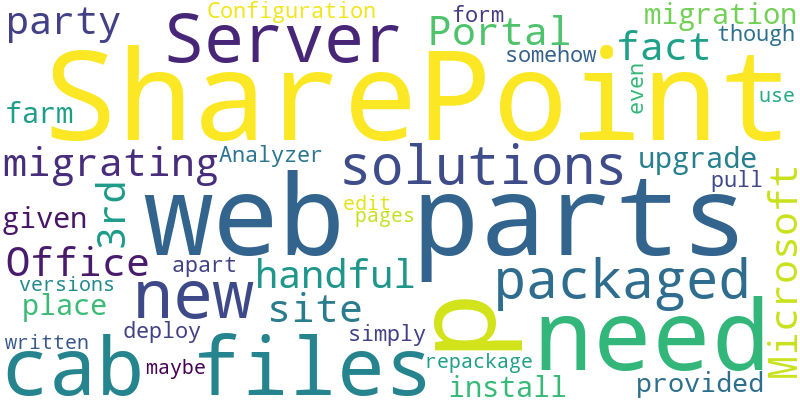 Configuration
form
migration
party
Server
Portal
though
fact
somehow
SharePoint
even
use
farm
migrating
Analyzer
solutions
upgrade
pull
3rd
web parts
Microsoft
given
edit
pages
Office
apart
handful
packaged
versions
new
site
place
p
need
deploy
simply
written
cab files
maybe
repackage
install
provided